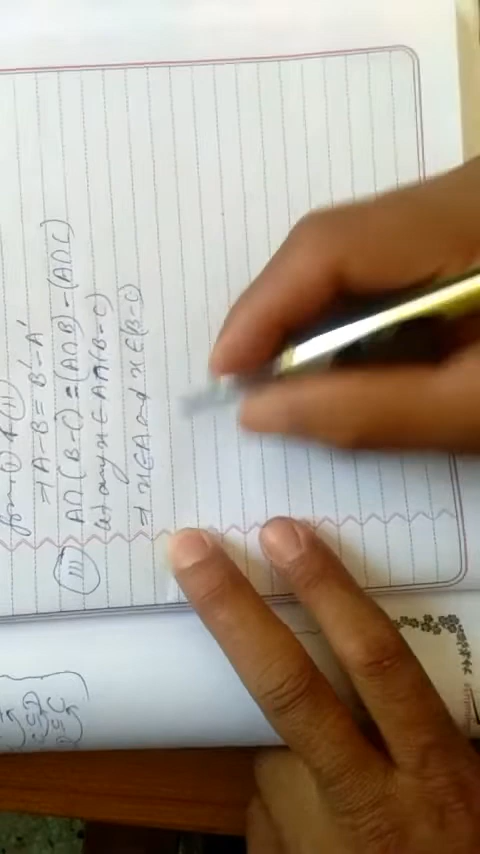 from (i) & (ii)
⇒ A-B = B'-A'
(iii) A∩(B-C) = (A∩B) - (A∩C)
let any x ∈ A∩(B-C)
⇒ x ∈ A and x ∈ (B-C)